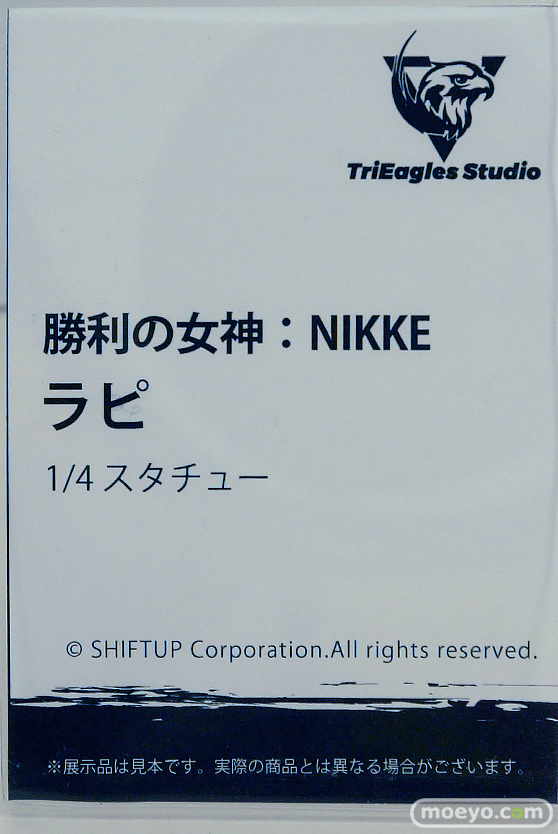 TriEagles Studio
勝利の女神：NIKKE
ラピ
1/4 スタチュー
© SHIFTUP Corporation.All rights reserved.
※展示品は見本です。実際の商品とは異なる場合がございます。
moeyo.com